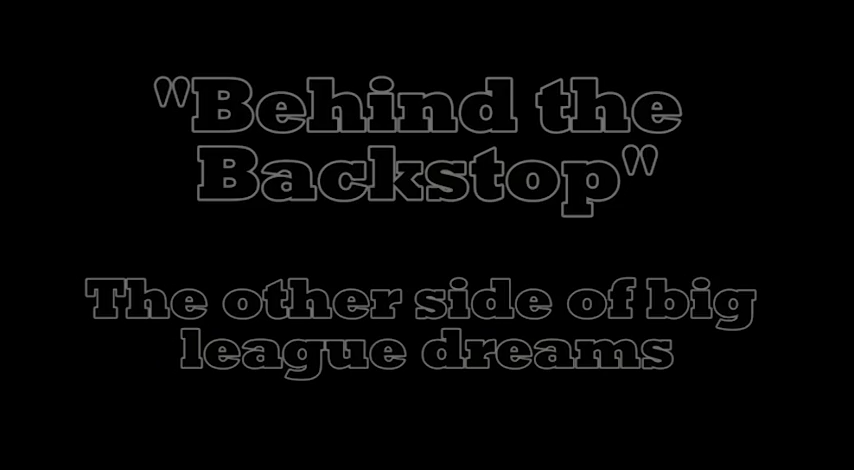 "Behind the
Backstop"
The other side of big
league dreams